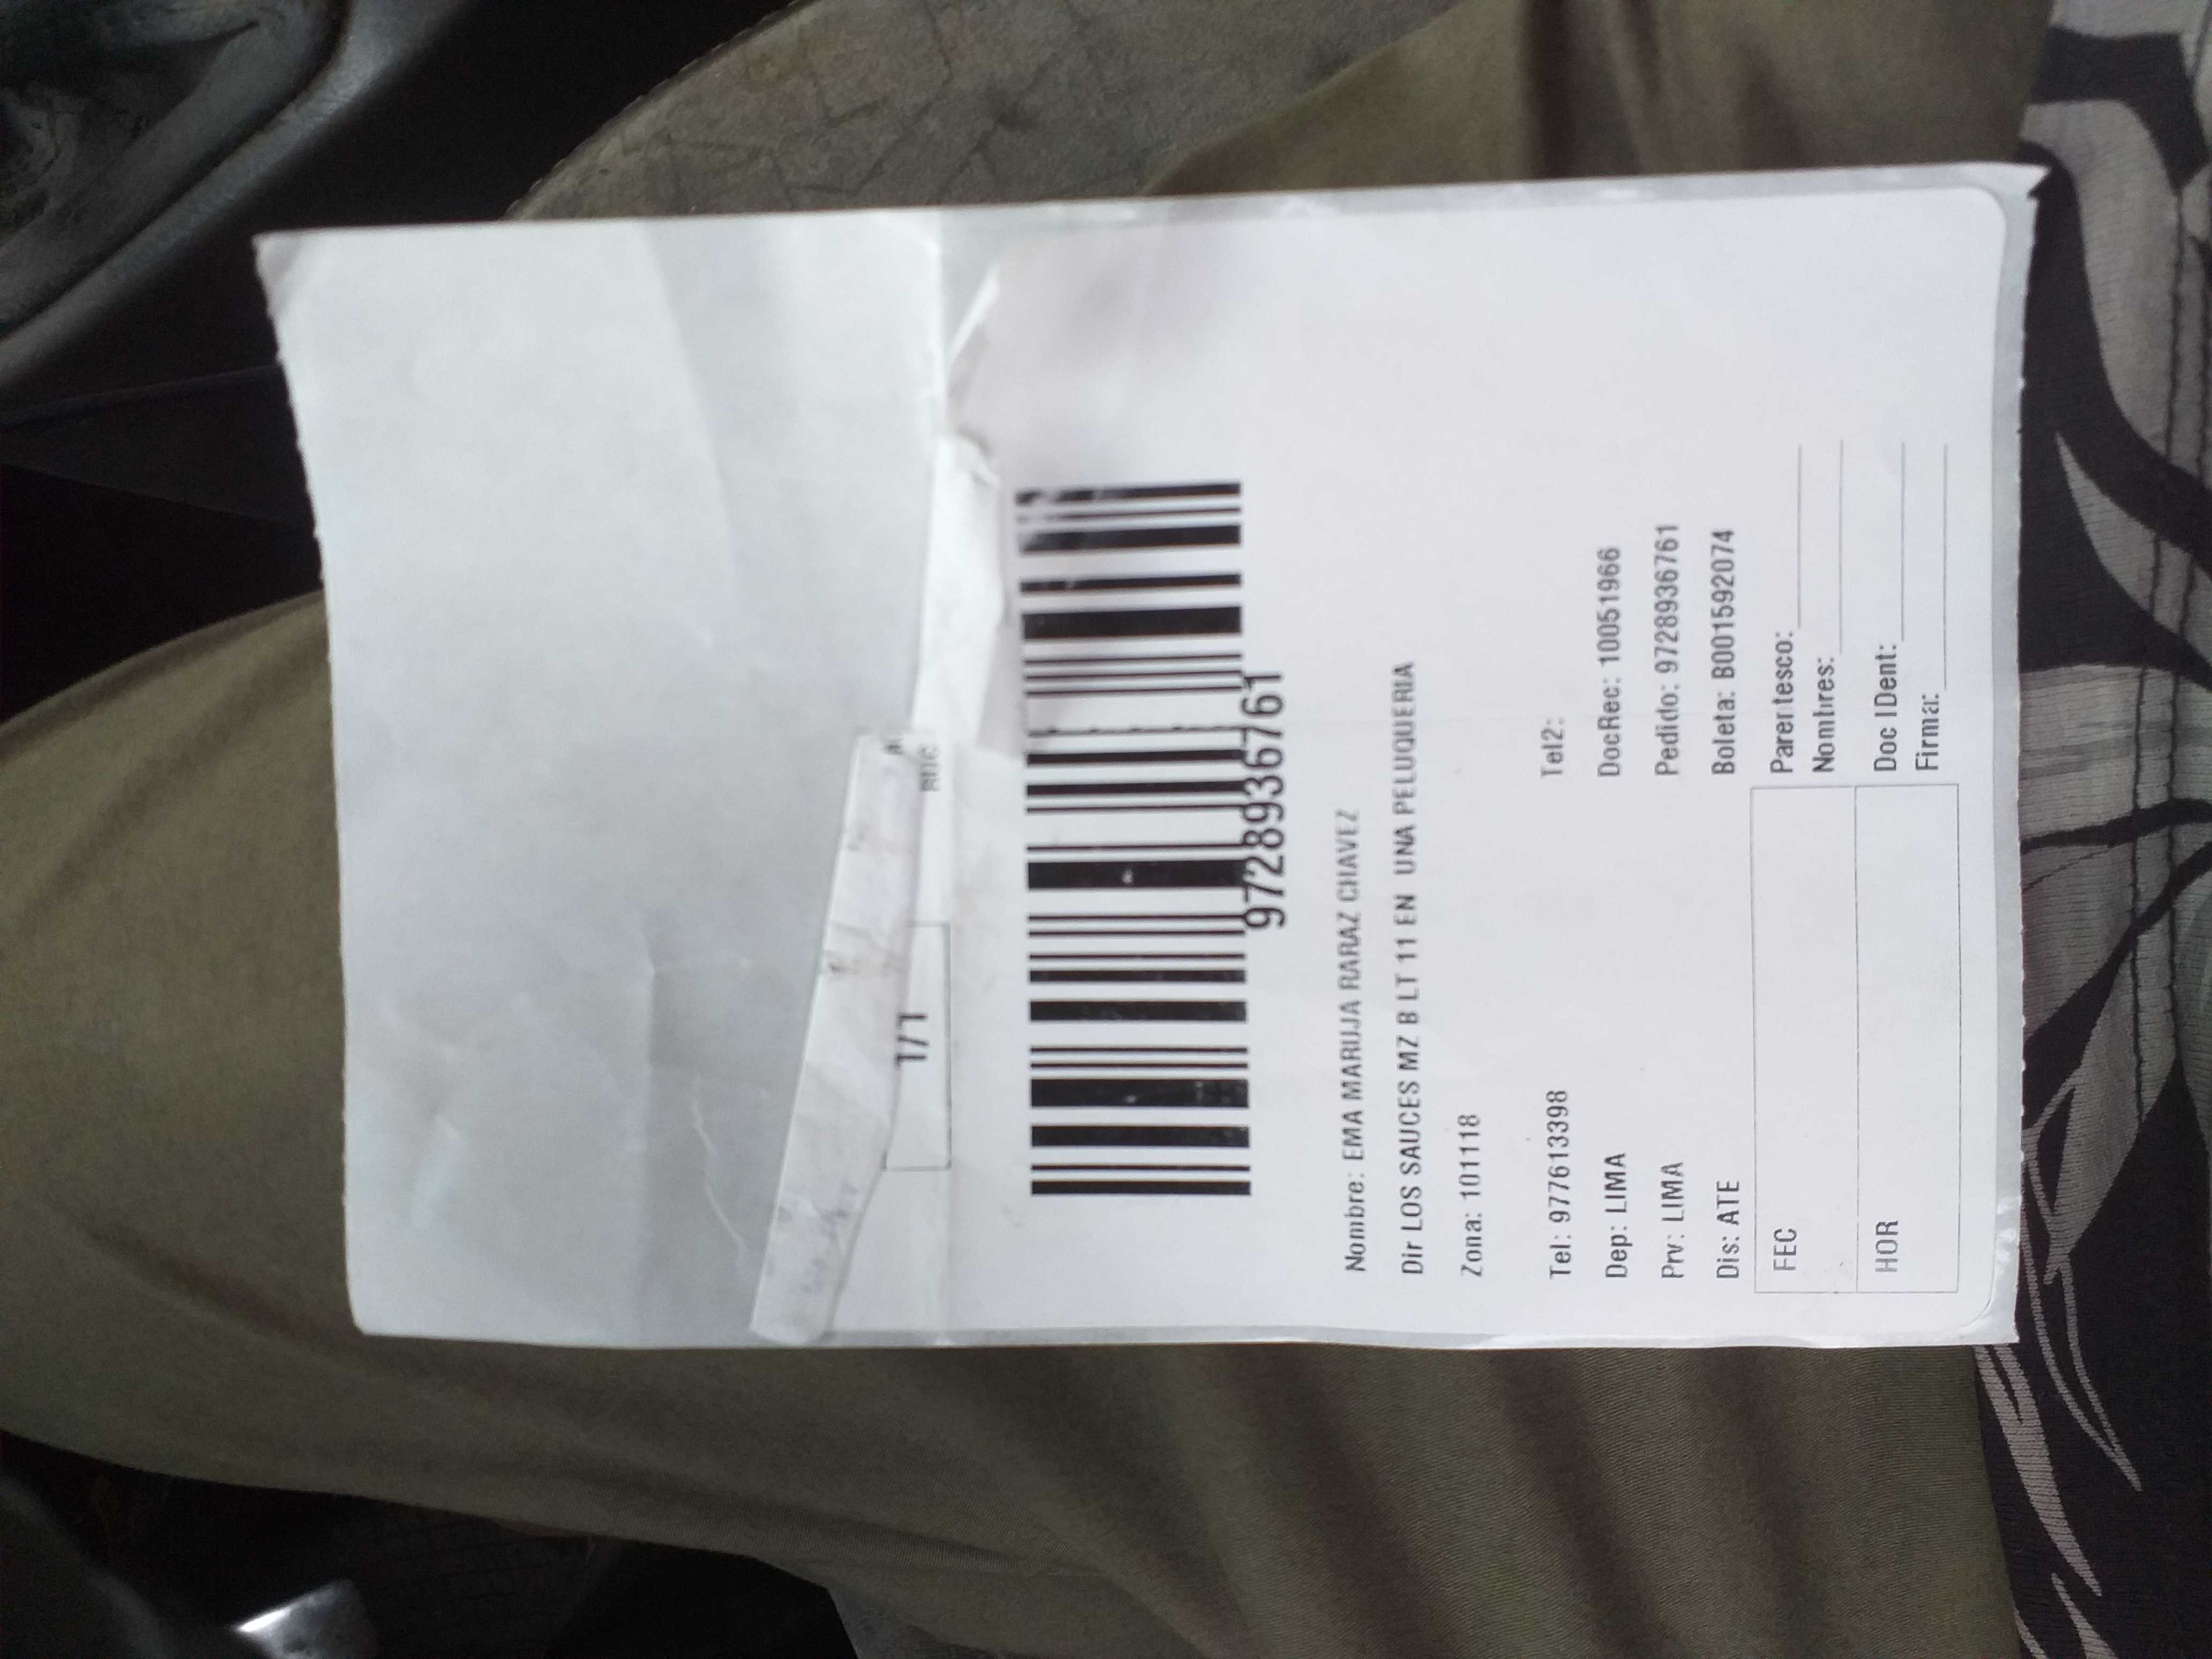 1/1
RUC
9728936761
Nombre: EMA MARUJA RARAZ CHAVEZ
Dir LOS SAUCES MZ B LT 11 EN UNA PELUQUERIA
Zona: 101118
Tel: 977613398 Tel2:
Dep: LIMA DocRec: 10051966
Prv: LIMA Pedido: 9728936761
Dis: ATE Boleta: B001592074
FEC Parentesco:
Nombres:
HOR Doc IDent:
Firma: